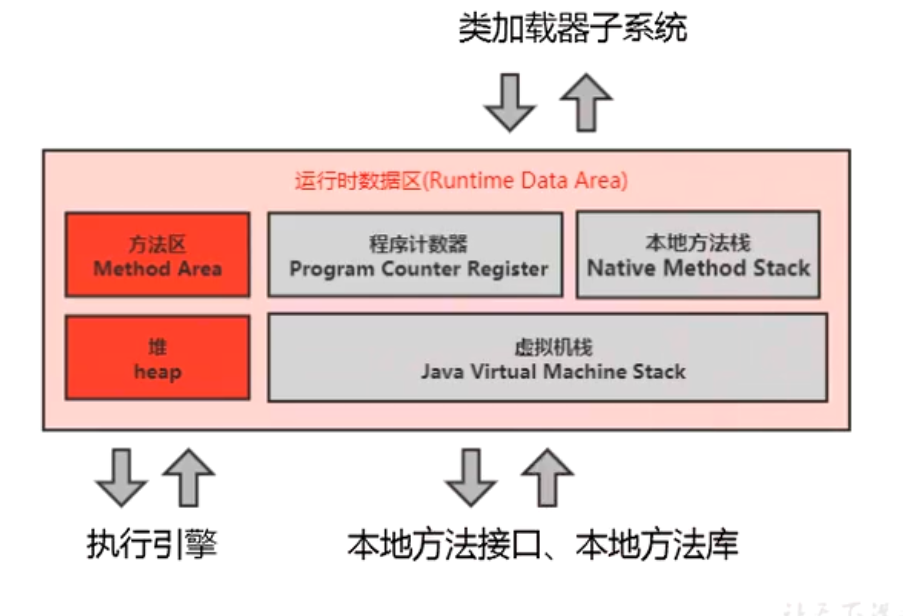 类加载器子系统
运行时数据区(Runtime Data Area)
方法区
Method Area
程序计数器
Program Counter Register
本地方法栈
Native Method Stack
堆
heap
虚拟机栈
Java Virtual Machine Stack
执行引擎
本地方法接口、本地方法库